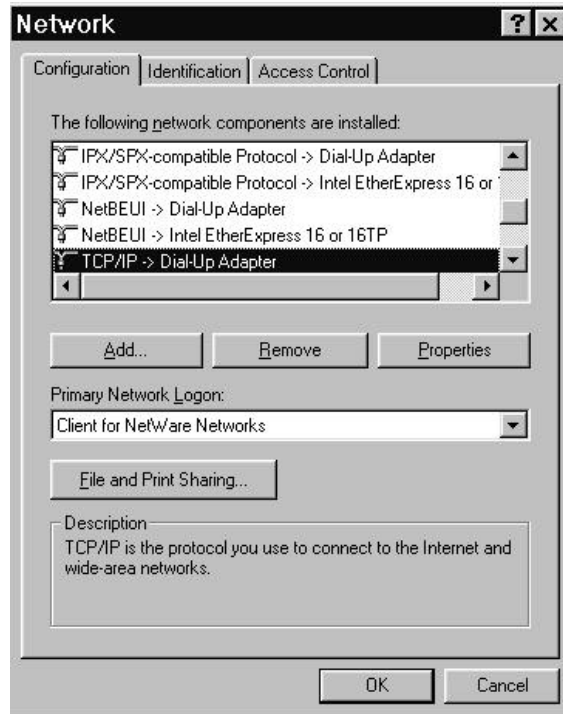 Network
Configuration Identification Access Control
The following network components are installed:
IPX/SPX-compatible Protocol -> Dial-Up Adapter
IPX/SPX-compatible Protocol -> Intel EtherExpress 16 or
NetBEUI -> Dial-Up Adapter
NetBEUI -> Intel EtherExpress 16 or 16TP
TCP/IP -> Dial-Up Adapter
Add... Remove Properties
Primary Network Logon:
Client for NetWare Networks
File and Print Sharing...
Description
TCP/IP is the protocol you use to connect to the Internet and
wide-area networks.
OK Cancel